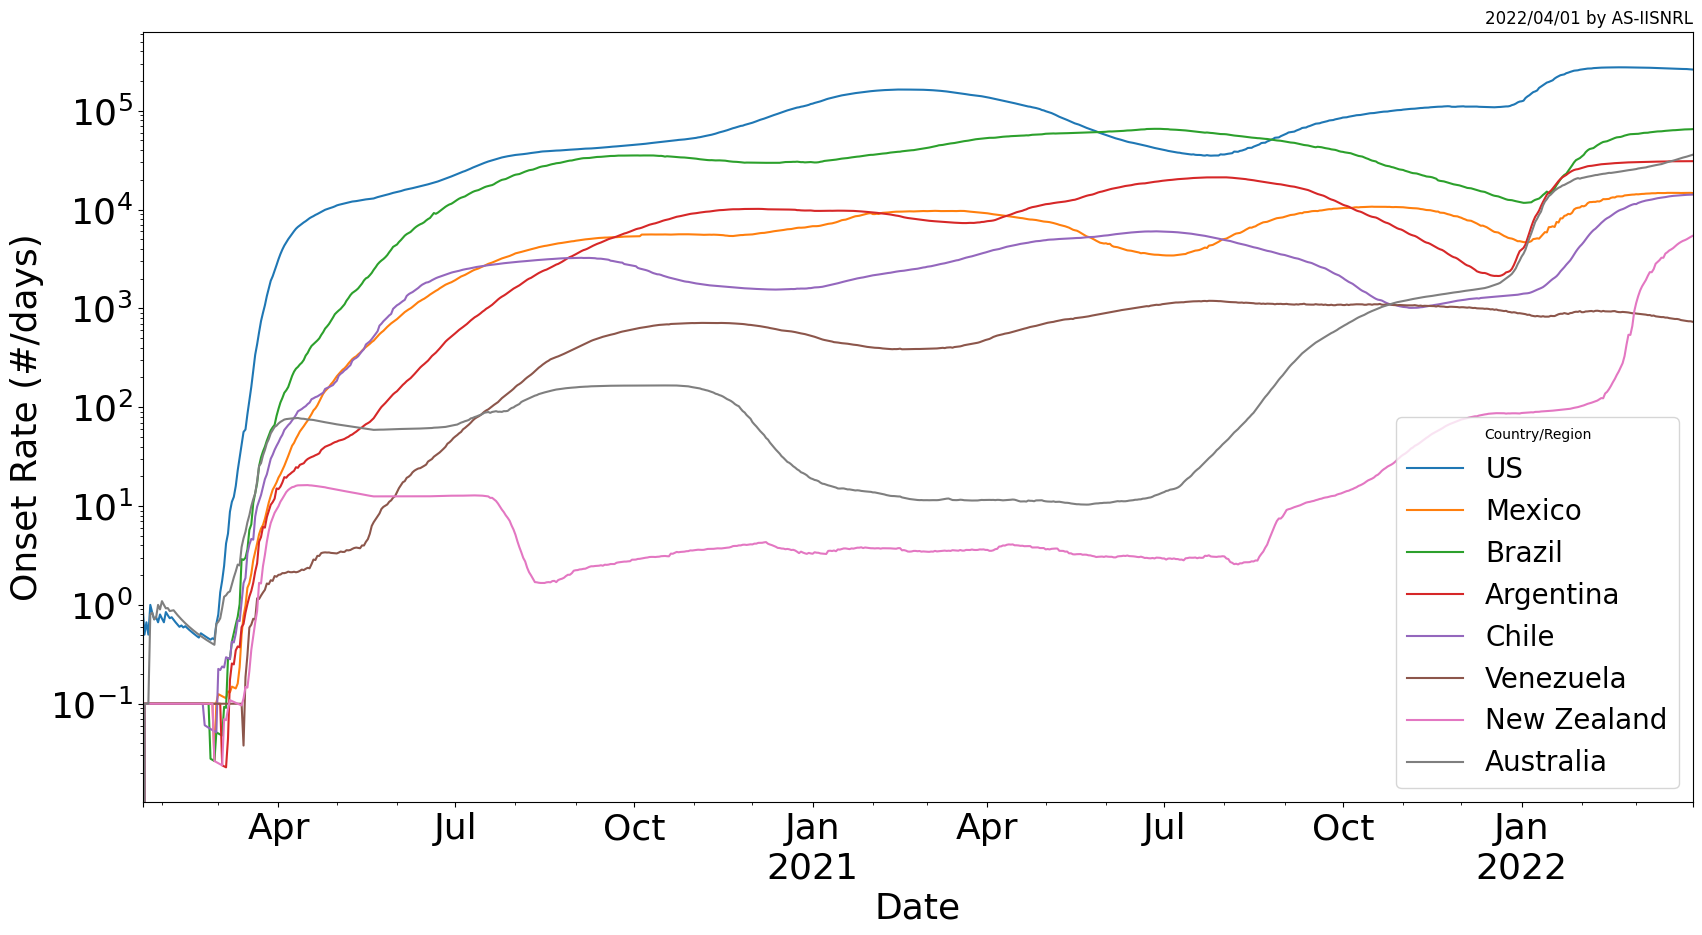 2022/04/01 by AS-IISNRL
Onset Rate (#/days)
10^5
10^4
10^3
10^2
10^1
10^0
10^−1
Country/Region
US
Mexico
Brazil
Argentina
Chile
Venezuela
New Zealand
Australia
Apr Jul Oct Jan Apr Jul Oct Jan
2021 2022
Date